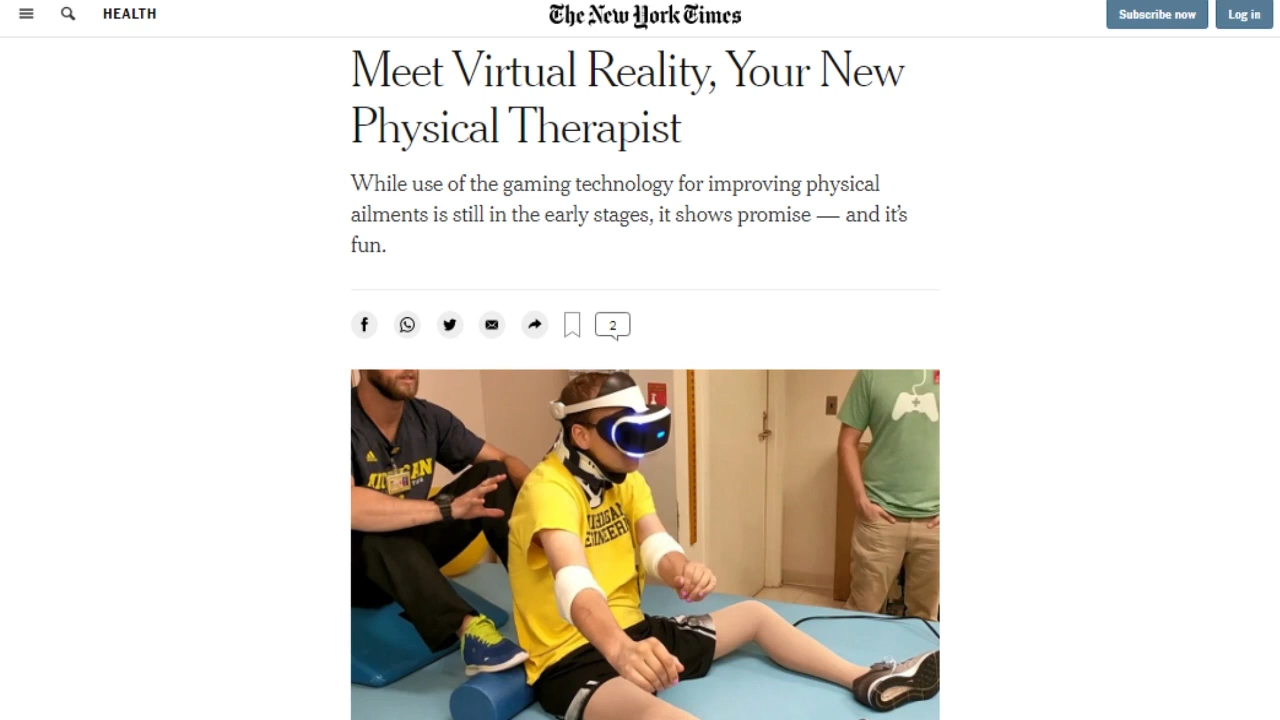 HEALTH
The New York Times
Subscribe now
Log in
Meet Virtual Reality, Your New
Physical Therapist
While use of the gaming technology for improving physical
ailments is still in the early stages, it shows promise — and it's
fun.
2